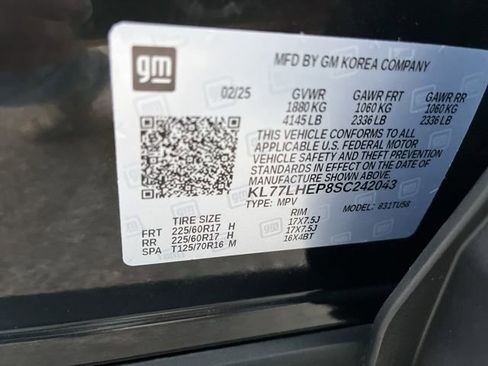 gm
MFD BY GM KOREA COMPANY
02/25 GVWR GAWR FRT GAWR RR
1880 KG 1060 KG 1060 KG
4145 LB 2336 LB 2336 LB
THIS VEHICLE CONFORMS TO ALL
APPLICABLE U.S. FEDERAL MOTOR
VEHICLE SAFETY AND THEFT PREVENTION
STANDARDS IN EFFECT ON THE DATE OF
MANUFACTURE SHOWN ABOVE.
KL77LHEP8SC242043
TYPE: MPV MODEL: 831TU58
TIRE SIZE RIM
FRT 225/60R17 H 17X7.5J
RR 225/60R17 H 17X7.5J
SPA T125/70R16 M 16X4BT